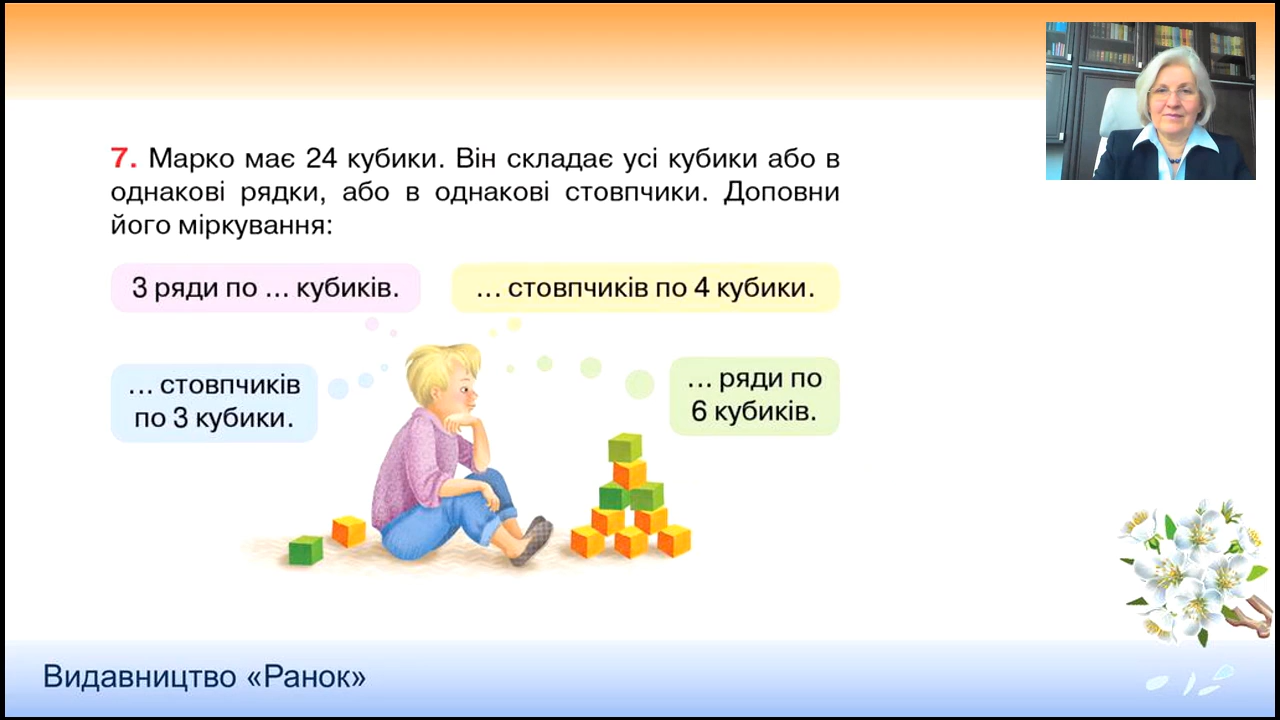 7. Марко має 24 кубики. Він складає усі кубики або в
однакові рядки, або в однакові стовпчики. Доповни
його міркування:
3 ряди по ... кубиків.
... стовпчиків по 4 кубики.
... стовпчиків
по 3 кубики.
... ряди по
6 кубиків.
Видавництво «Ранок»